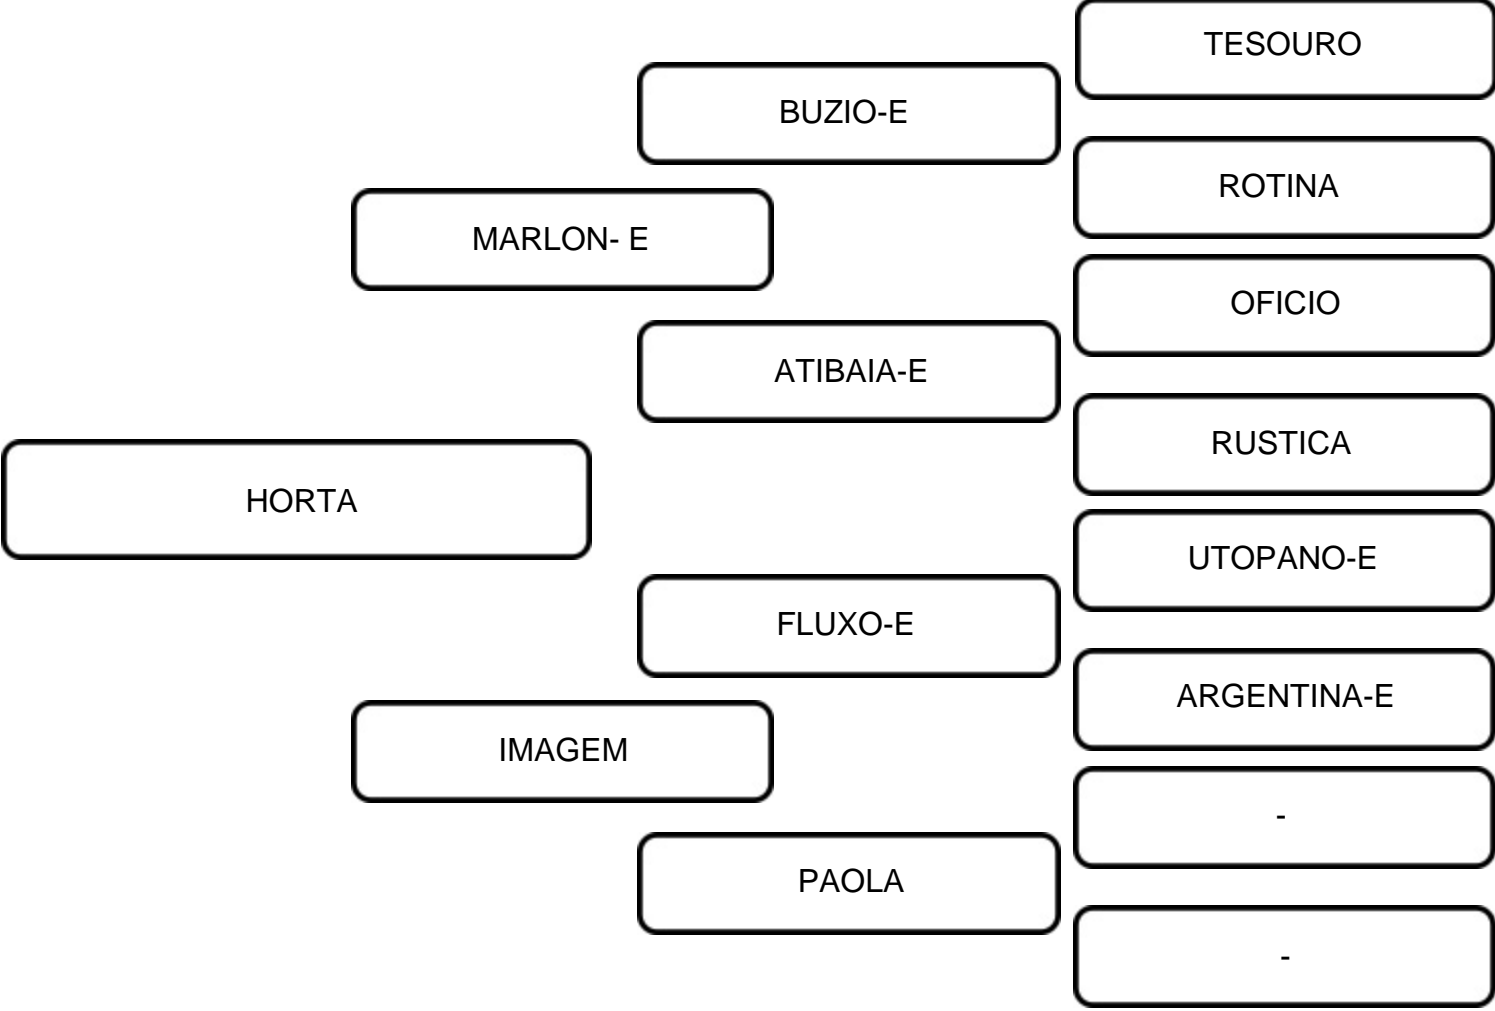 TESOURO
BUZIO-E
ROTINA
MARLON- E
OFICIO
ATIBAIA-E
RUSTICA
HORTA
UTOPANO-E
FLUXO-E
ARGENTINA-E
IMAGEM
-
PAOLA
-